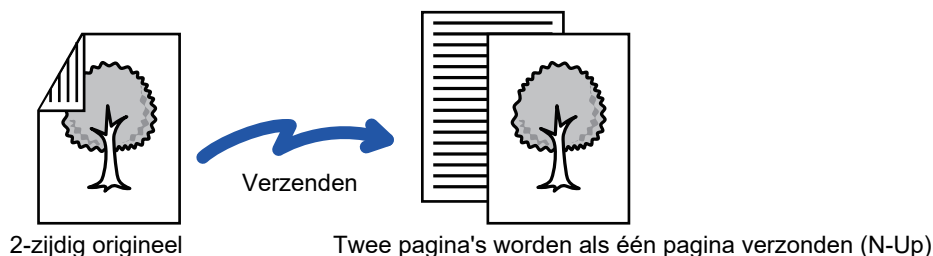 Verzenden
2-zijdig origineel
Twee pagina's worden als één pagina verzonden (N-Up)